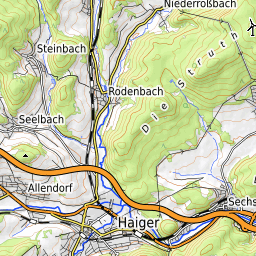 Niederroßbach
Steinbach
Rodenbach
Die Struth
Seelbach
Allendorf
Sechs
Haiger